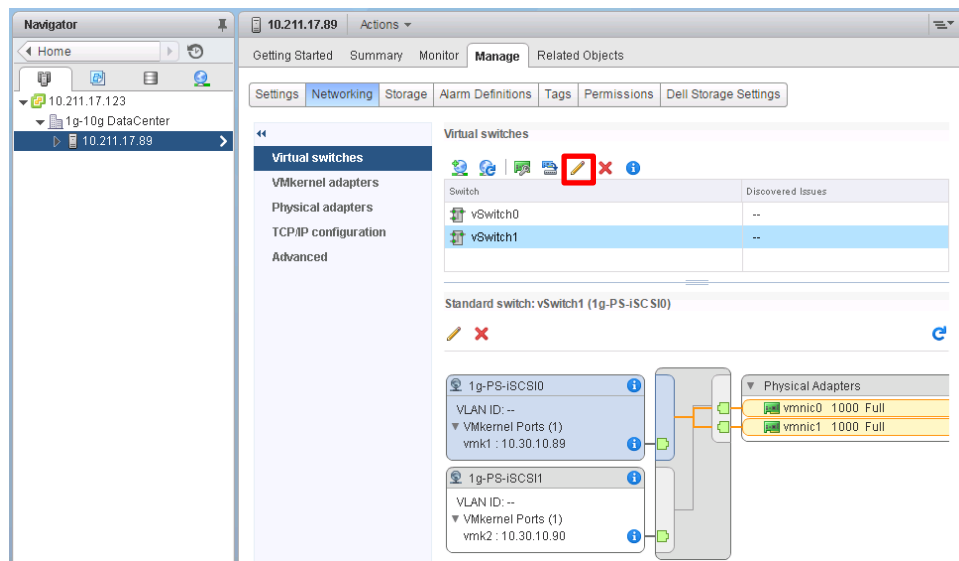 Navigator
10.211.17.89 Actions
Home
Getting Started Summary Monitor Manage Related Objects
Settings Networking Storage Alarm Definitions Tags Permissions Dell Storage Settings
10.211.17.123
1g-10g DataCenter
10.211.17.89
Virtual switches
VMkernel adapters
Physical adapters
TCP/IP configuration
Advanced
Virtual switches
Switch Discovered Issues
vSwitch0 --
vSwitch1 --
Standard switch: vSwitch1 (1g-PS-iSCSI0)
1g-PS-iSCSI0
VLAN ID: --
VMkernel Ports (1)
vmk1 : 10.30.10.89
1g-PS-iSCSI1
VLAN ID: --
VMkernel Ports (1)
vmk2 : 10.30.10.90
Physical Adapters
vmnic0 1000 Full
vmnic1 1000 Full